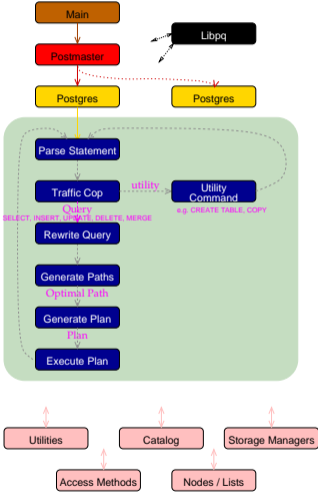 Main
Libpq
Postmaster
Postgres
Postgres
Parse Statement
Traffic Cop
utility
Utility
Command
Query
e.g. CREATE TABLE, COPY
SELECT, INSERT, UPDATE, DELETE, MERGE
Rewrite Query
Generate Paths
Optimal Path
Generate Plan
Plan
Execute Plan
Utilities
Catalog
Storage Managers
Access Methods
Nodes / Lists